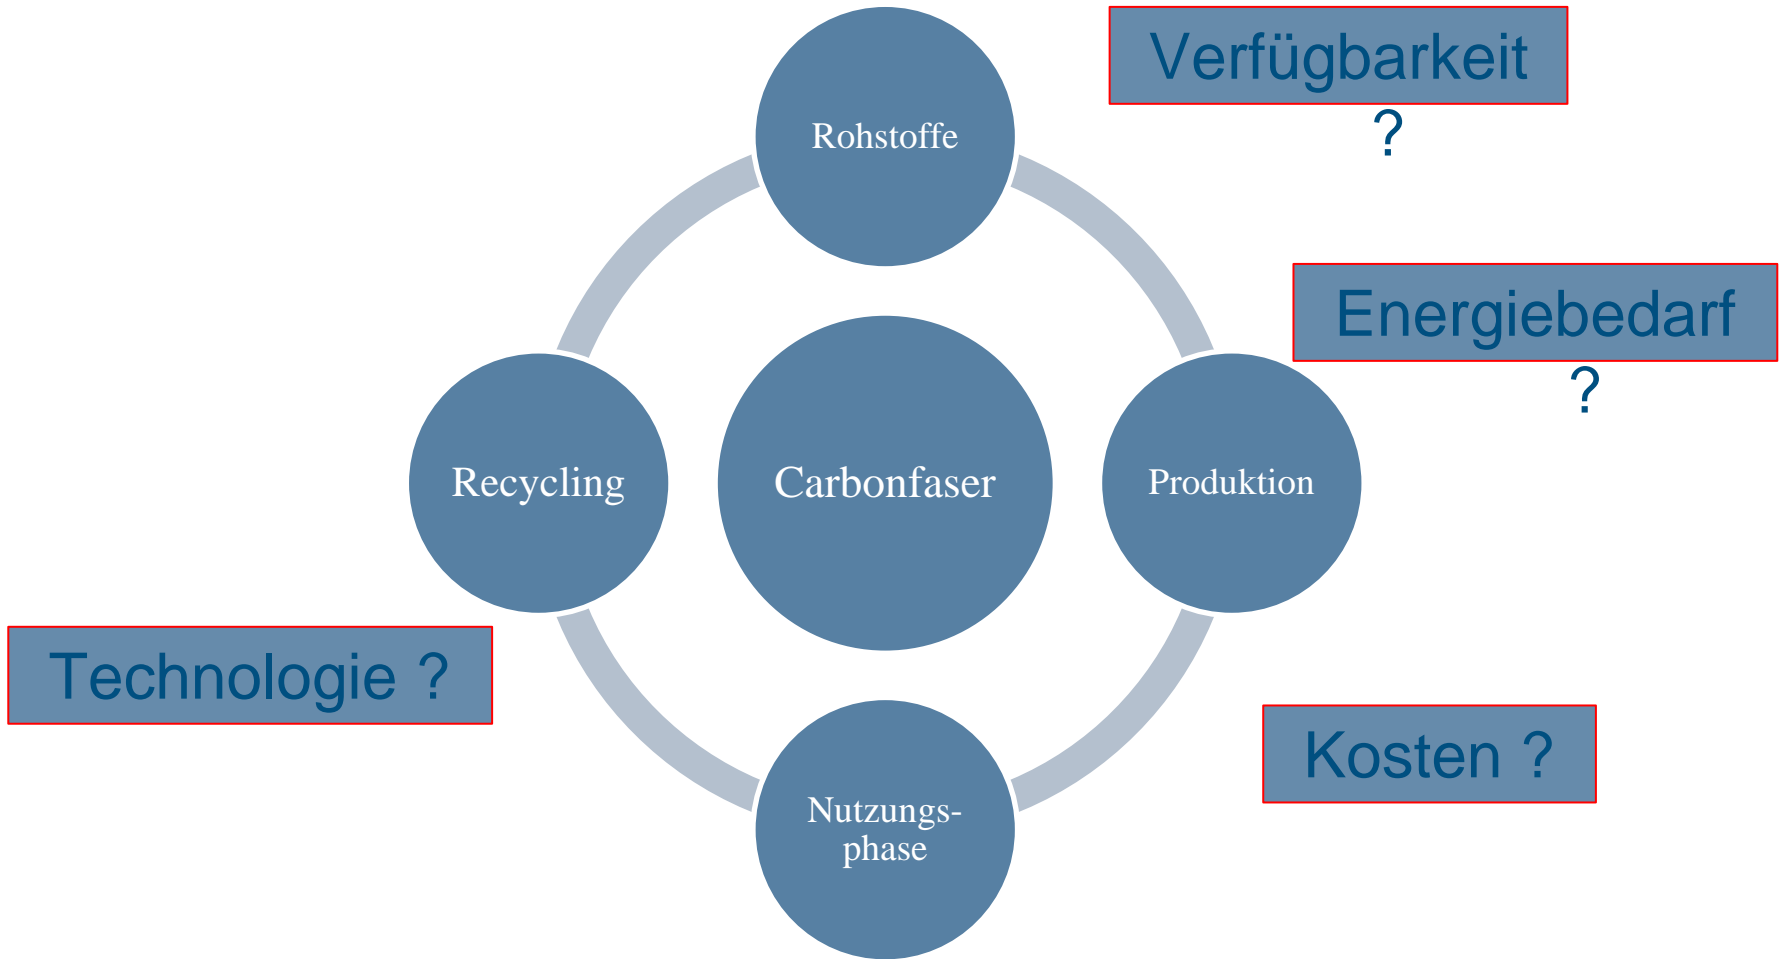 Verfügbarkeit
?
Rohstoffe
Energiebedarf
?
Recycling
Carbonfaser
Produktion
Technologie ?
Kosten ?
Nutzungs-
phase